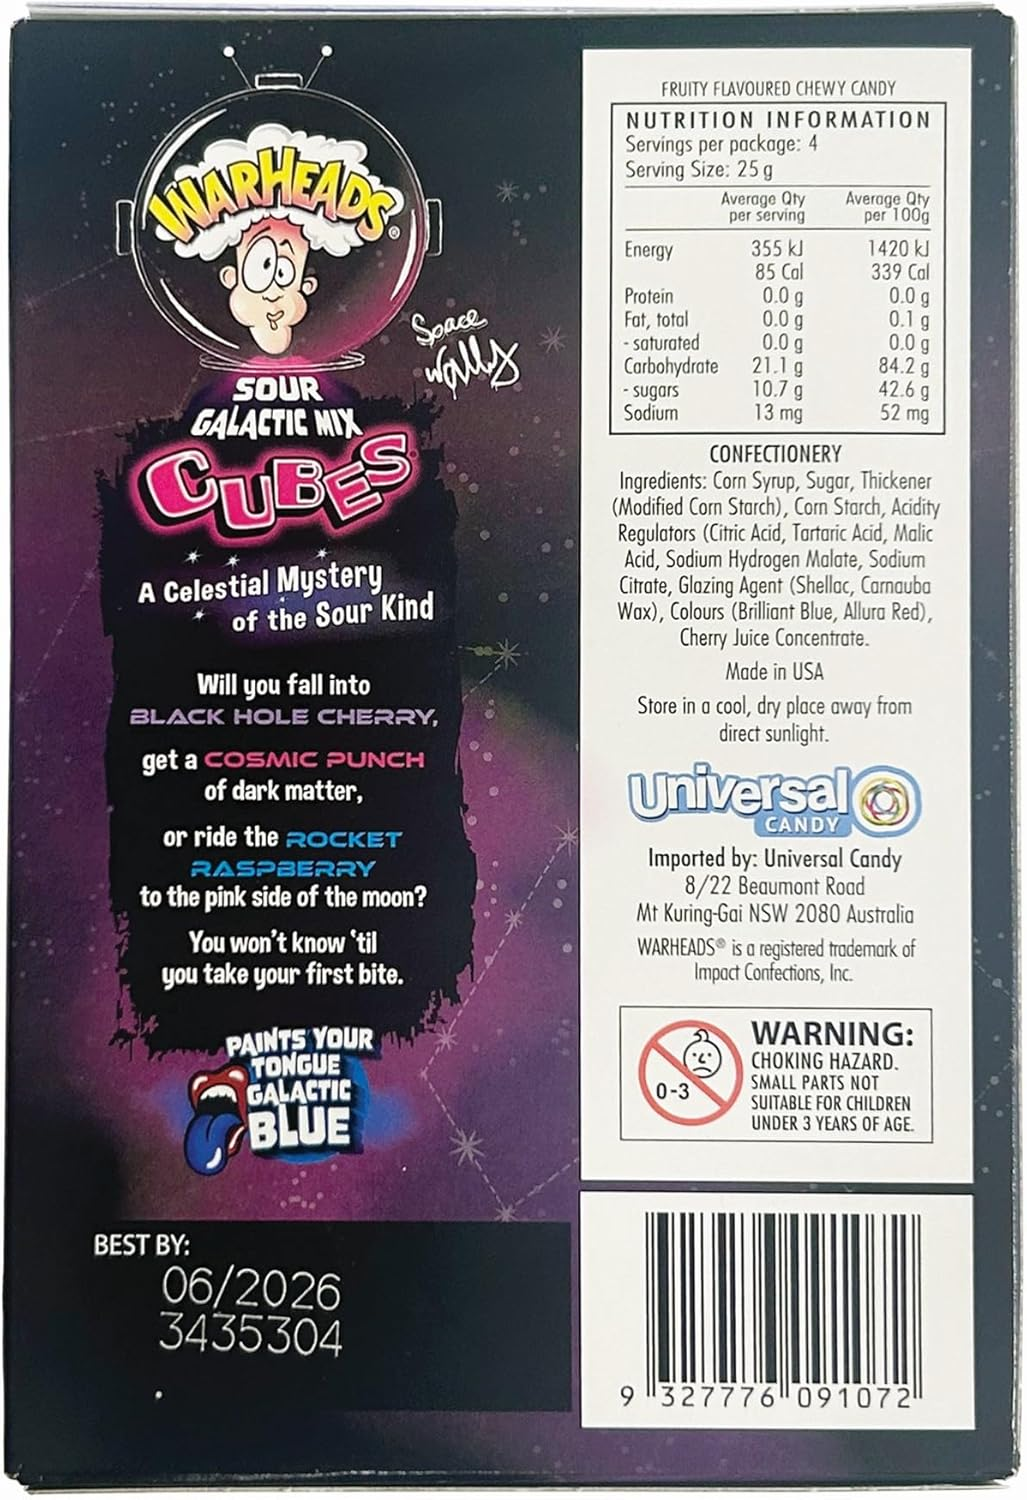 WARHEADS®
Space
Wally
SOUR
GALACTIC MIX
CUBES
A Celestial Mystery
of the Sour Kind
Will you fall into
BLACK HOLE CHERRY,
get a COSMIC PUNCH
of dark matter,
or ride the ROCKET
RASPBERRY
to the pink side of the moon?
You won't know 'til
you take your first bite.
PAINTS YOUR
TONGUE
GALACTIC
BLUE
BEST BY:
06/2026
3435304
FRUITY FLAVOURED CHEWY CANDY
NUTRITION INFORMATION
Servings per package: 4
Serving Size: 25 g
Average Qty Average Qty
per serving per 100g
Energy 355 kJ 1420 kJ
85 Cal 339 Cal
Protein 0.0 g 0.0 g
Fat, total 0.0 g 0.1 g
- saturated 0.0 g 0.0 g
Carbohydrate 21.1 g 84.2 g
- sugars 10.7 g 42.6 g
Sodium 13 mg 52 mg
CONFECTIONERY
Ingredients: Corn Syrup, Sugar, Thickener
(Modified Corn Starch), Corn Starch, Acidity
Regulators (Citric Acid, Tartaric Acid, Malic
Acid, Sodium Hydrogen Malate, Sodium
Citrate, Glazing Agent (Shellac, Carnauba
Wax), Colours (Brilliant Blue, Allura Red),
Cherry Juice Concentrate.
Made in USA
Store in a cool, dry place away from
direct sunlight.
Universal
CANDY
Imported by: Universal Candy
8/22 Beaumont Road
Mt Kuring-Gai NSW 2080 Australia
WARHEADS® is a registered trademark of
Impact Confections, Inc.
0-3
WARNING:
CHOKING HAZARD.
SMALL PARTS NOT
SUITABLE FOR CHILDREN
UNDER 3 YEARS OF AGE.
9 327776 091072